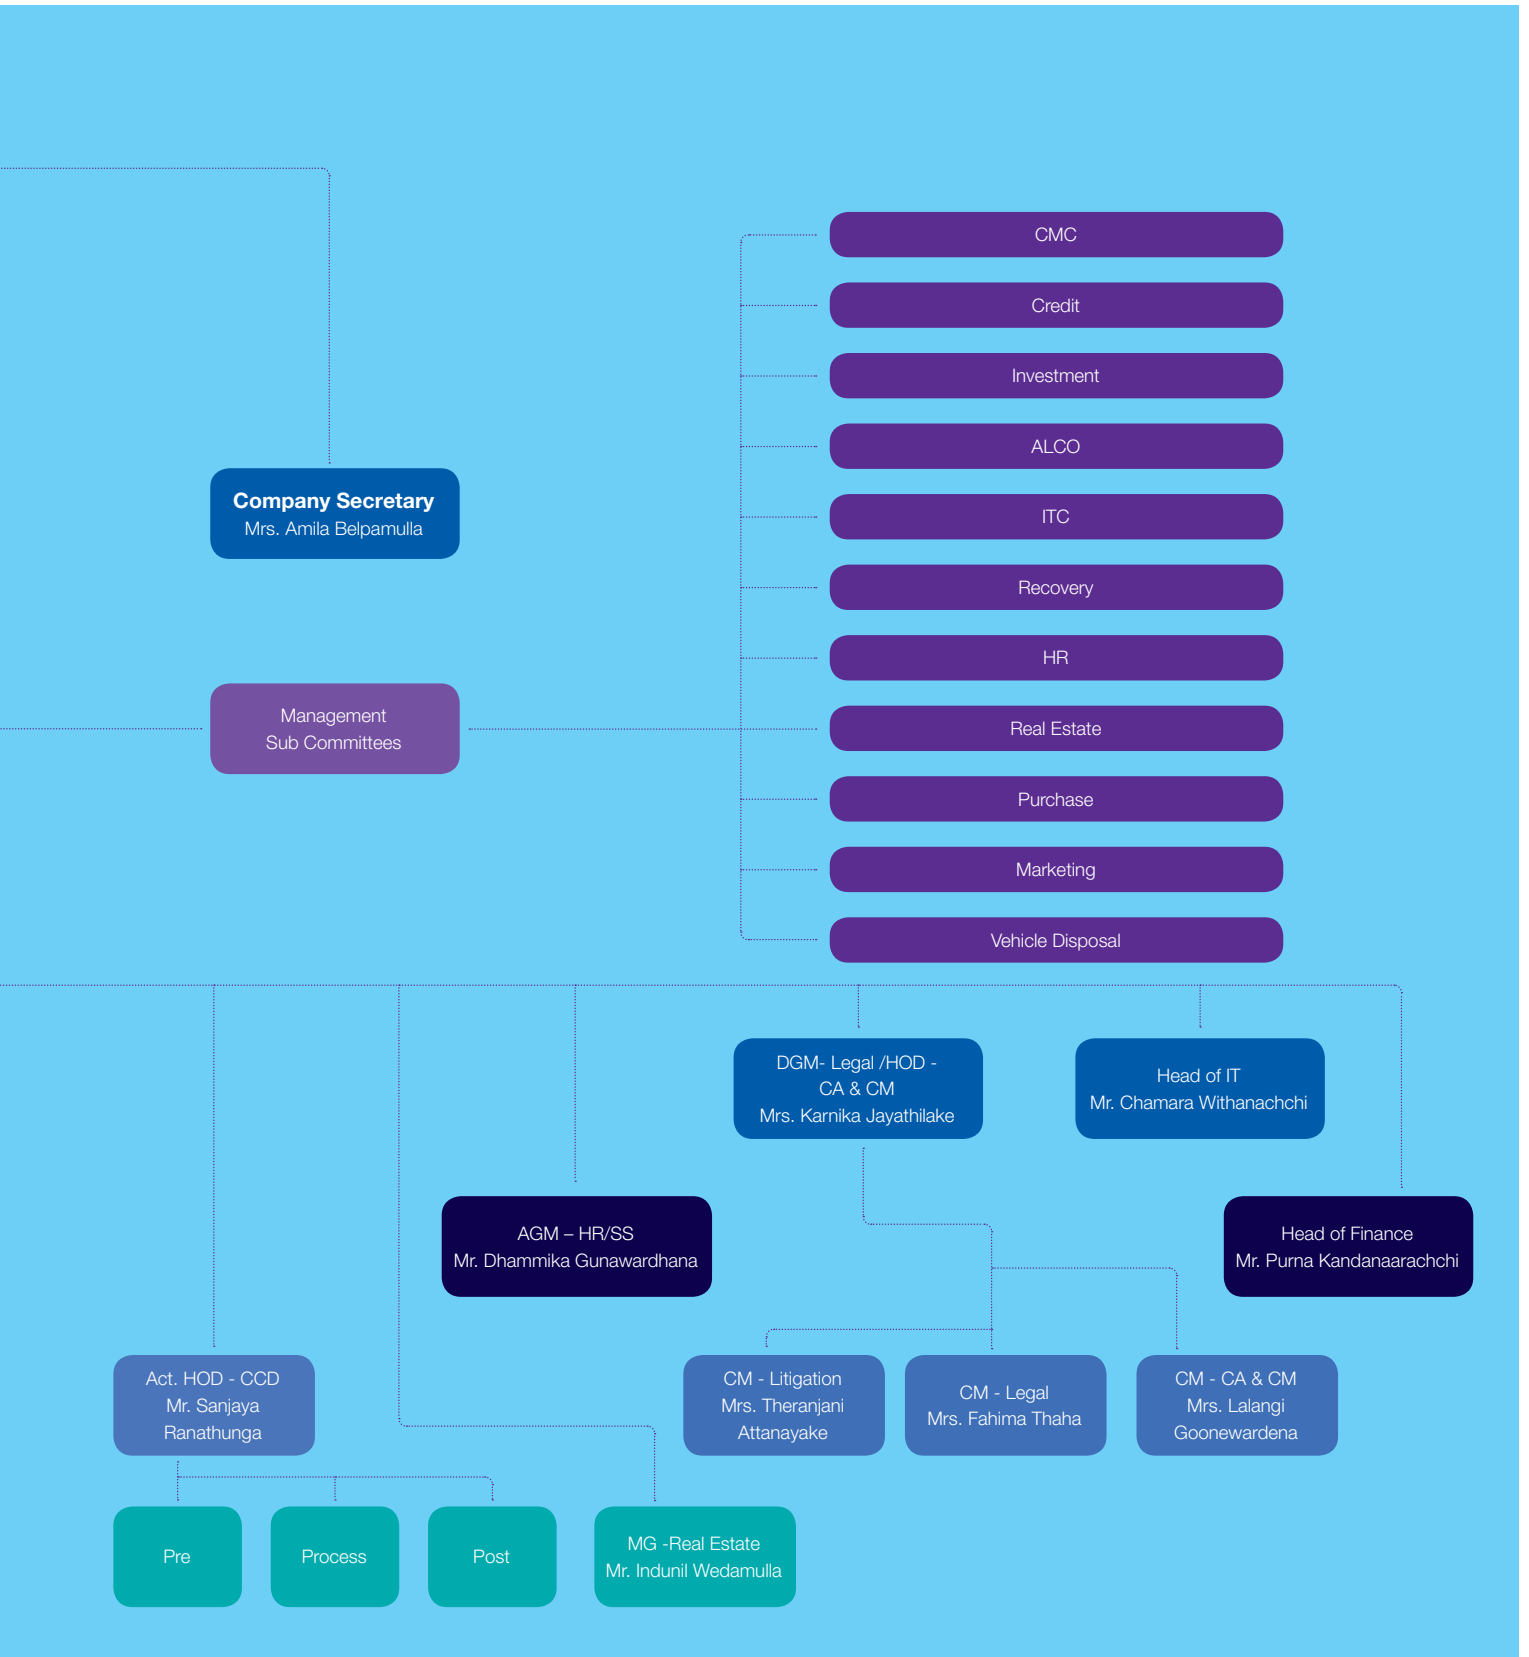 CMC
Credit
Investment
ALCO
Company Secretary
Mrs. Amila Belpamulla
ITC
Recovery
HR
Management
Sub Committees
Real Estate
Purchase
Marketing
Vehicle Disposal
DGM- Legal /HOD -
CA & CM
Mrs. Karnika Jayathilake
Head of IT
Mr. Chamara Withanachchi
AGM – HR/SS
Mr. Dhammika Gunawardhana
Head of Finance
Mr. Purna Kandanaarachchi
Act. HOD - CCD
Mr. Sanjaya
Ranathunga
CM - Litigation
Mrs. Theranjani
Attanayake
CM - Legal
Mrs. Fahima Thaha
CM - CA & CM
Mrs. Lalangi
Goonewardena
Pre
Process
Post
MG -Real Estate
Mr. Indunil Wedamulla